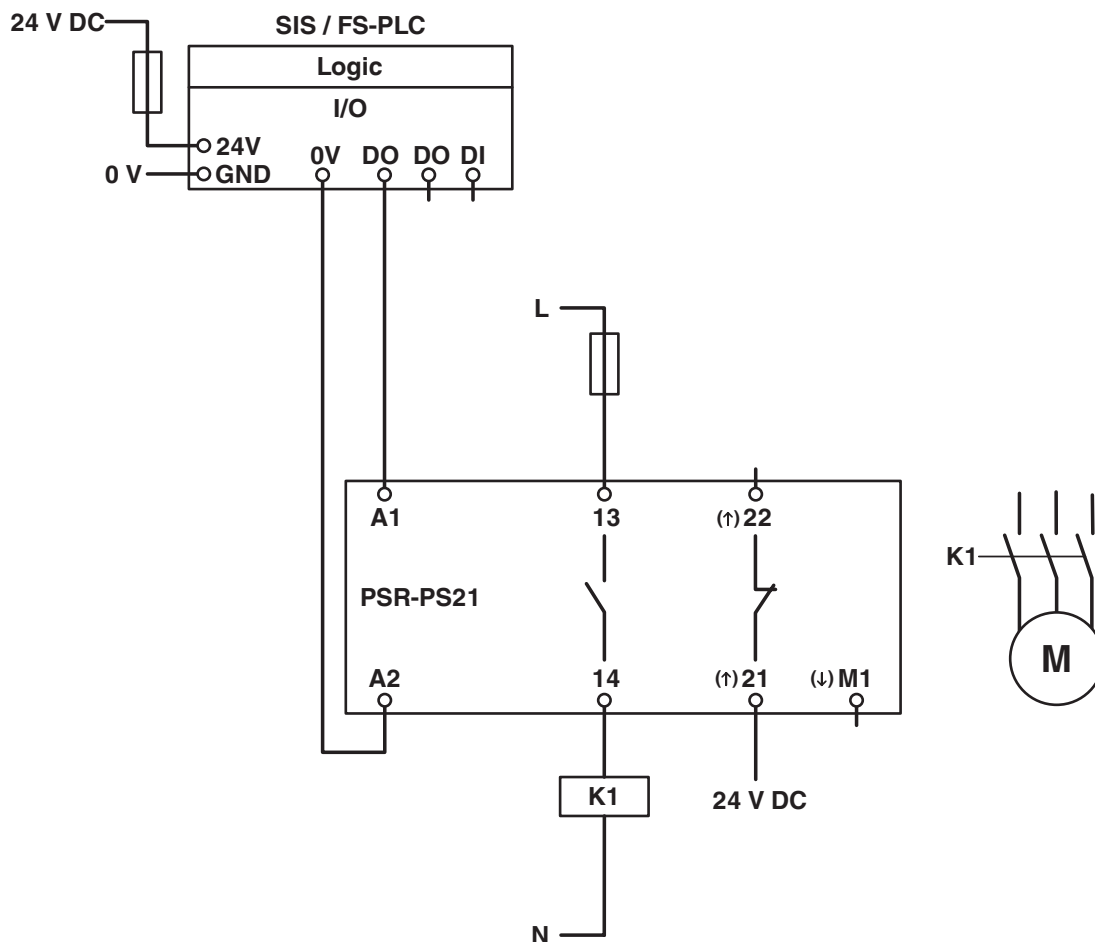 24 V DC
SIS / FS-PLC
Logic
I/O
24V
0V DO DO DI
0 V
GND
L
A1 13 (↑) 22
K1
PSR-PS21
M
A2 14 (↑) 21 (↓) M1
K1
24 V DC
N